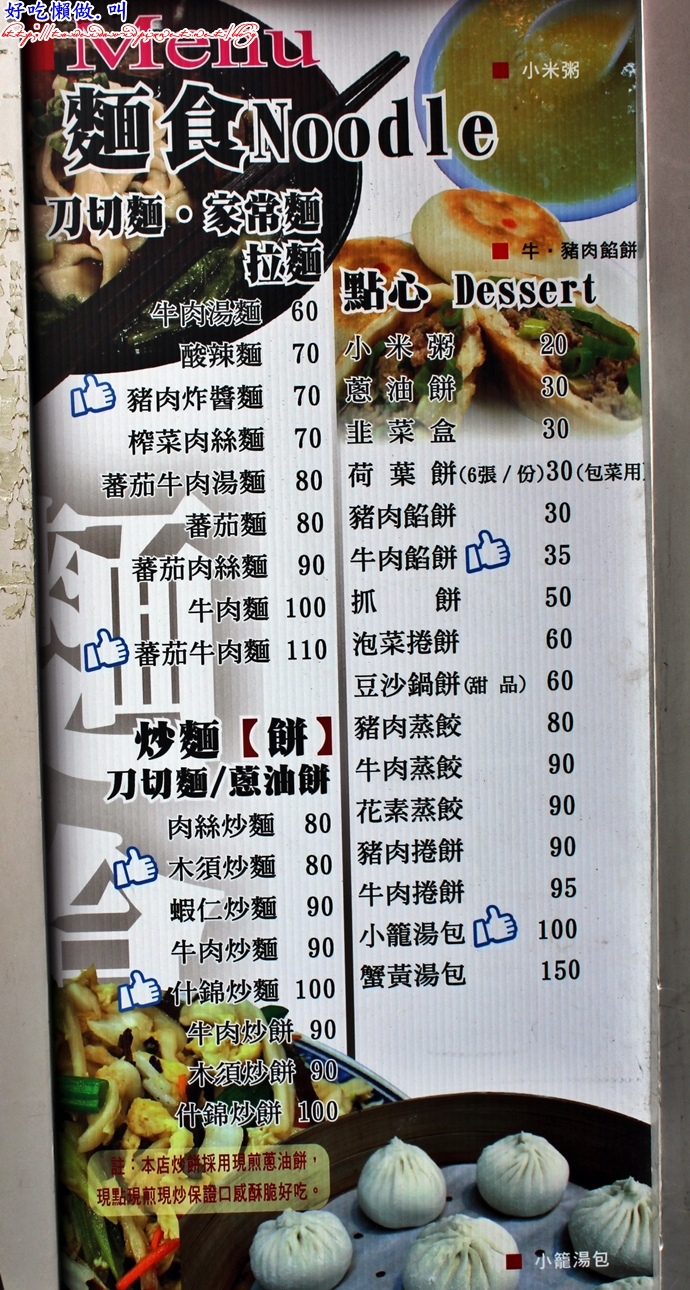 好吃懶做.叫
Menu
小米粥
麵食Noodle
刀切麵・家常麵
拉麵
牛肉湯麵 60
酸辣麵 70
豬肉炸醬麵 70
榨菜肉絲麵 70
蕃茄牛肉湯麵 80
蕃茄麵 80
蕃茄肉絲麵 90
牛肉麵 100
蕃茄牛肉麵 110
炒麵【餅】
刀切麵/蔥油餅
肉絲炒麵 80
木須炒麵 80
蝦仁炒麵 90
牛肉炒麵 90
什錦炒麵 100
牛肉炒餅 90
木須炒餅 90
什錦炒餅 100
註：本店炒餅採用現煎蔥油餅，
現點現煎現炒保證口感酥脆好吃。
牛・豬肉餡餅
點心 Dessert
小米粥 20
蔥油餅 30
韭菜盒 30
荷葉餅(6張/份)30(包菜用)
豬肉餡餅 30
牛肉餡餅 35
抓餅 50
泡菜捲餅 60
豆沙鍋餅(甜品) 60
豬肉蒸餃 80
牛肉蒸餃 90
花素蒸餃 90
豬肉捲餅 90
牛肉捲餅 95
小籠湯包 100
蟹黃湯包 150
小籠湯包